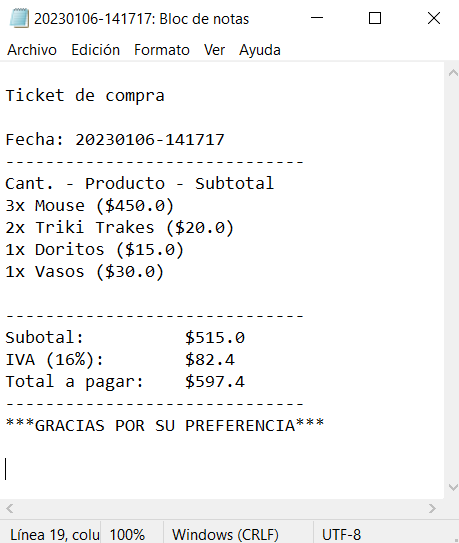 20230106-141717: Bloc de notas
Archivo Edición Formato Ver Ayuda
Ticket de compra
Fecha: 20230106-141717
------------------------------
Cant. - Producto - Subtotal
3x Mouse ($450.0)
2x Triki Trakes ($20.0)
1x Doritos ($15.0)
1x Vasos ($30.0)
------------------------------
Subotal: $515.0
IVA (16%): $82.4
Total a pagar: $597.4
------------------------------
***GRACIAS POR SU PREFERENCIA***
Línea 19, colu 100% Windows (CRLF) UTF-8